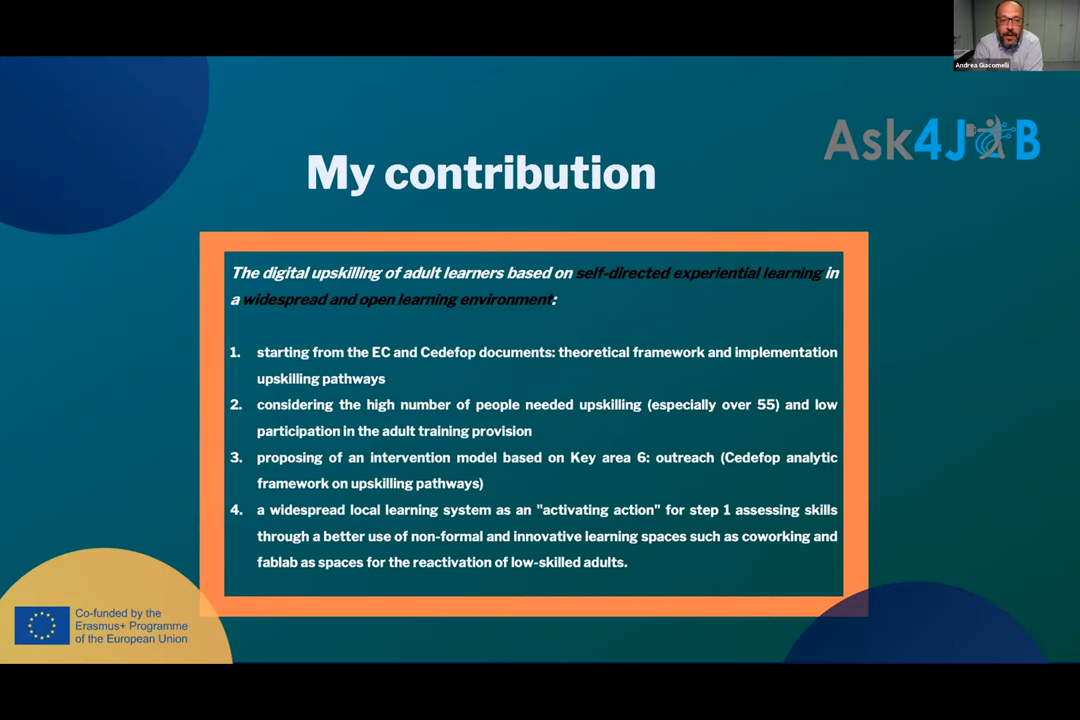 Andrea Giacomelli
Ask4JOB
My contribution
The digital upskilling of adult learners based on self-directed experiential learning in
a widespread and open learning environment:
1. starting from the EC and Cedefop documents: theoretical framework and implementation
upskilling pathways
2. considering the high number of people needed upskilling (especially over 55) and low
participation in the adult training provision
3. proposing of an intervention model based on Key area 6: outreach (Cedefop analytic
framework on upskilling pathways)
4. a widespread local learning system as an "activating action" for step 1 assessing skills
through a better use of non-formal and innovative learning spaces such as coworking and
fablab as spaces for the reactivation of low-skilled adults.
Co-funded by the
Erasmus+ Programme
of the European Union